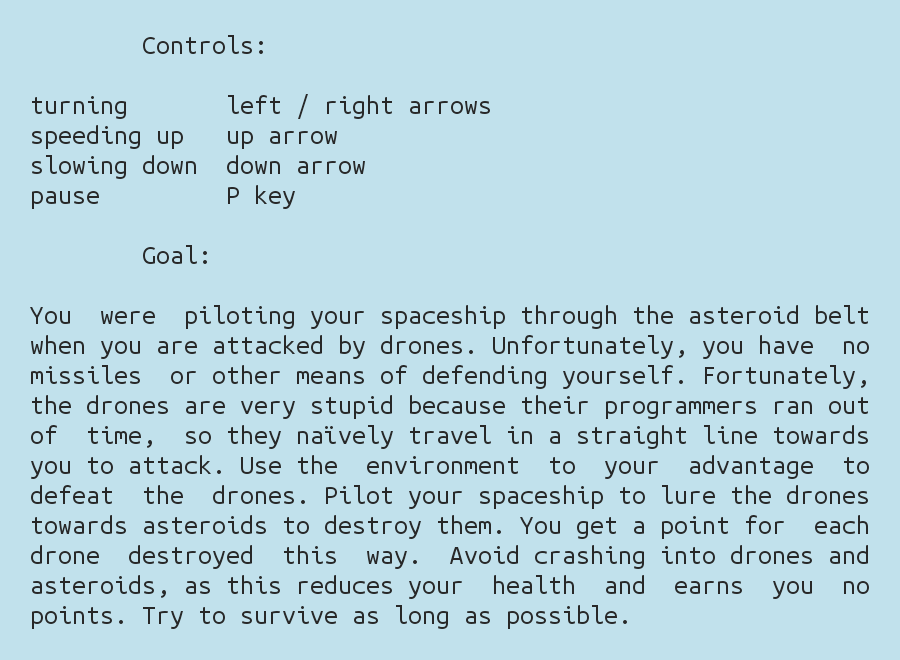 Controls:
turning       left / right arrows
speeding up   up arrow
slowing down  down arrow
pause         P key
Goal:
You  were  piloting your spaceship through the asteroid belt
when you are attacked by drones. Unfortunately, you have  no
missiles  or other means of defending yourself. Fortunately,
the drones are very stupid because their programmers ran out
of  time,  so they naïvely travel in a straight line towards
you to attack. Use the  environment  to  your  advantage  to
defeat  the  drones. Pilot your spaceship to lure the drones
towards asteroids to destroy them. You get a point for  each
drone  destroyed  this  way.  Avoid crashing into drones and
asteroids, as this reduces your  health  and  earns  you  no
points. Try to survive as long as possible.